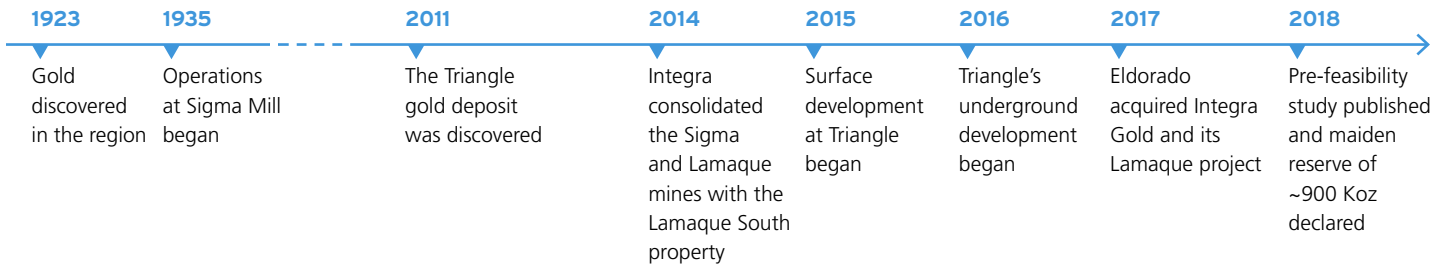 1923
Gold
discovered
in the region
1935
Operations
at Sigma Mill
began
2011
The Triangle
gold deposit
was discovered
2014
Integra
consolidated
the Sigma
and Lamaque
mines with the
Lamaque South
property
2015
Surface
development
at Triangle
began
2016
Triangle’s
underground
development
began
2017
Eldorado
acquired Integra
Gold and its
Lamaque project
2018
Pre-feasibility
study published
and maiden
reserve of
~900 Koz
declared